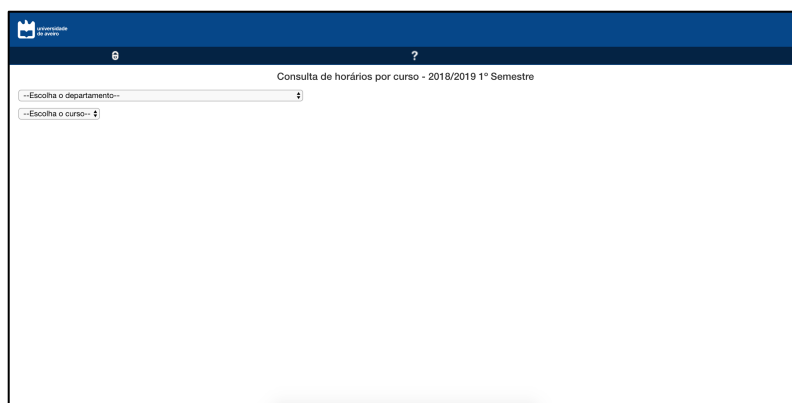 universidade
de aveiro
?
Consulta de horários por curso - 2018/2019 1º Semestre
--Escolha o departamento--
--Escolha o curso--